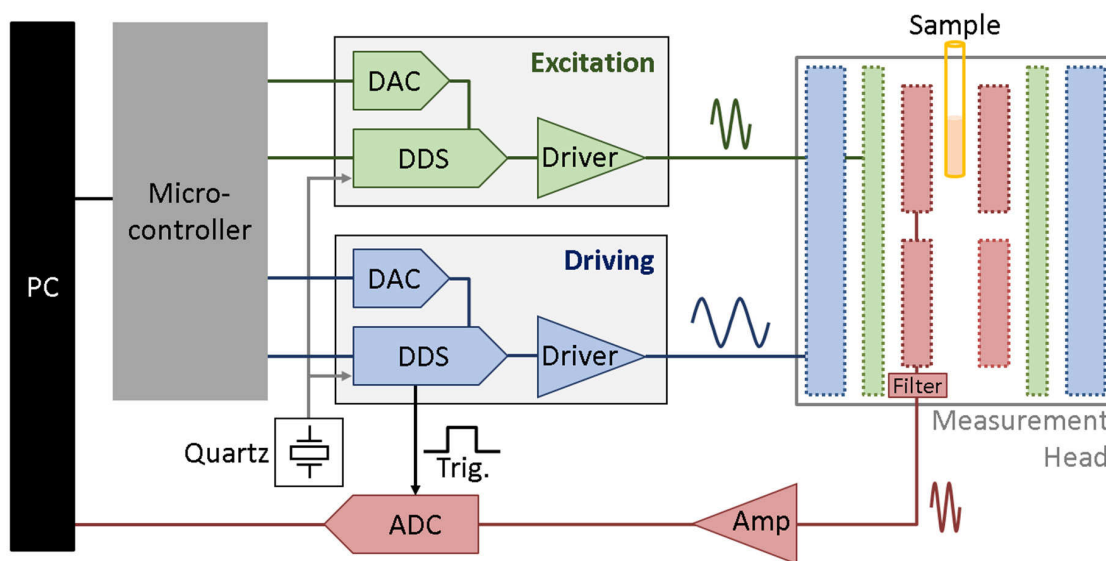 Sample
Excitation
DAC
DDS
Driver
Micro-
controller
PC
Driving
DAC
DDS
Driver
Filter
Measurement
Head
Quartz
Trig.
ADC
Amp